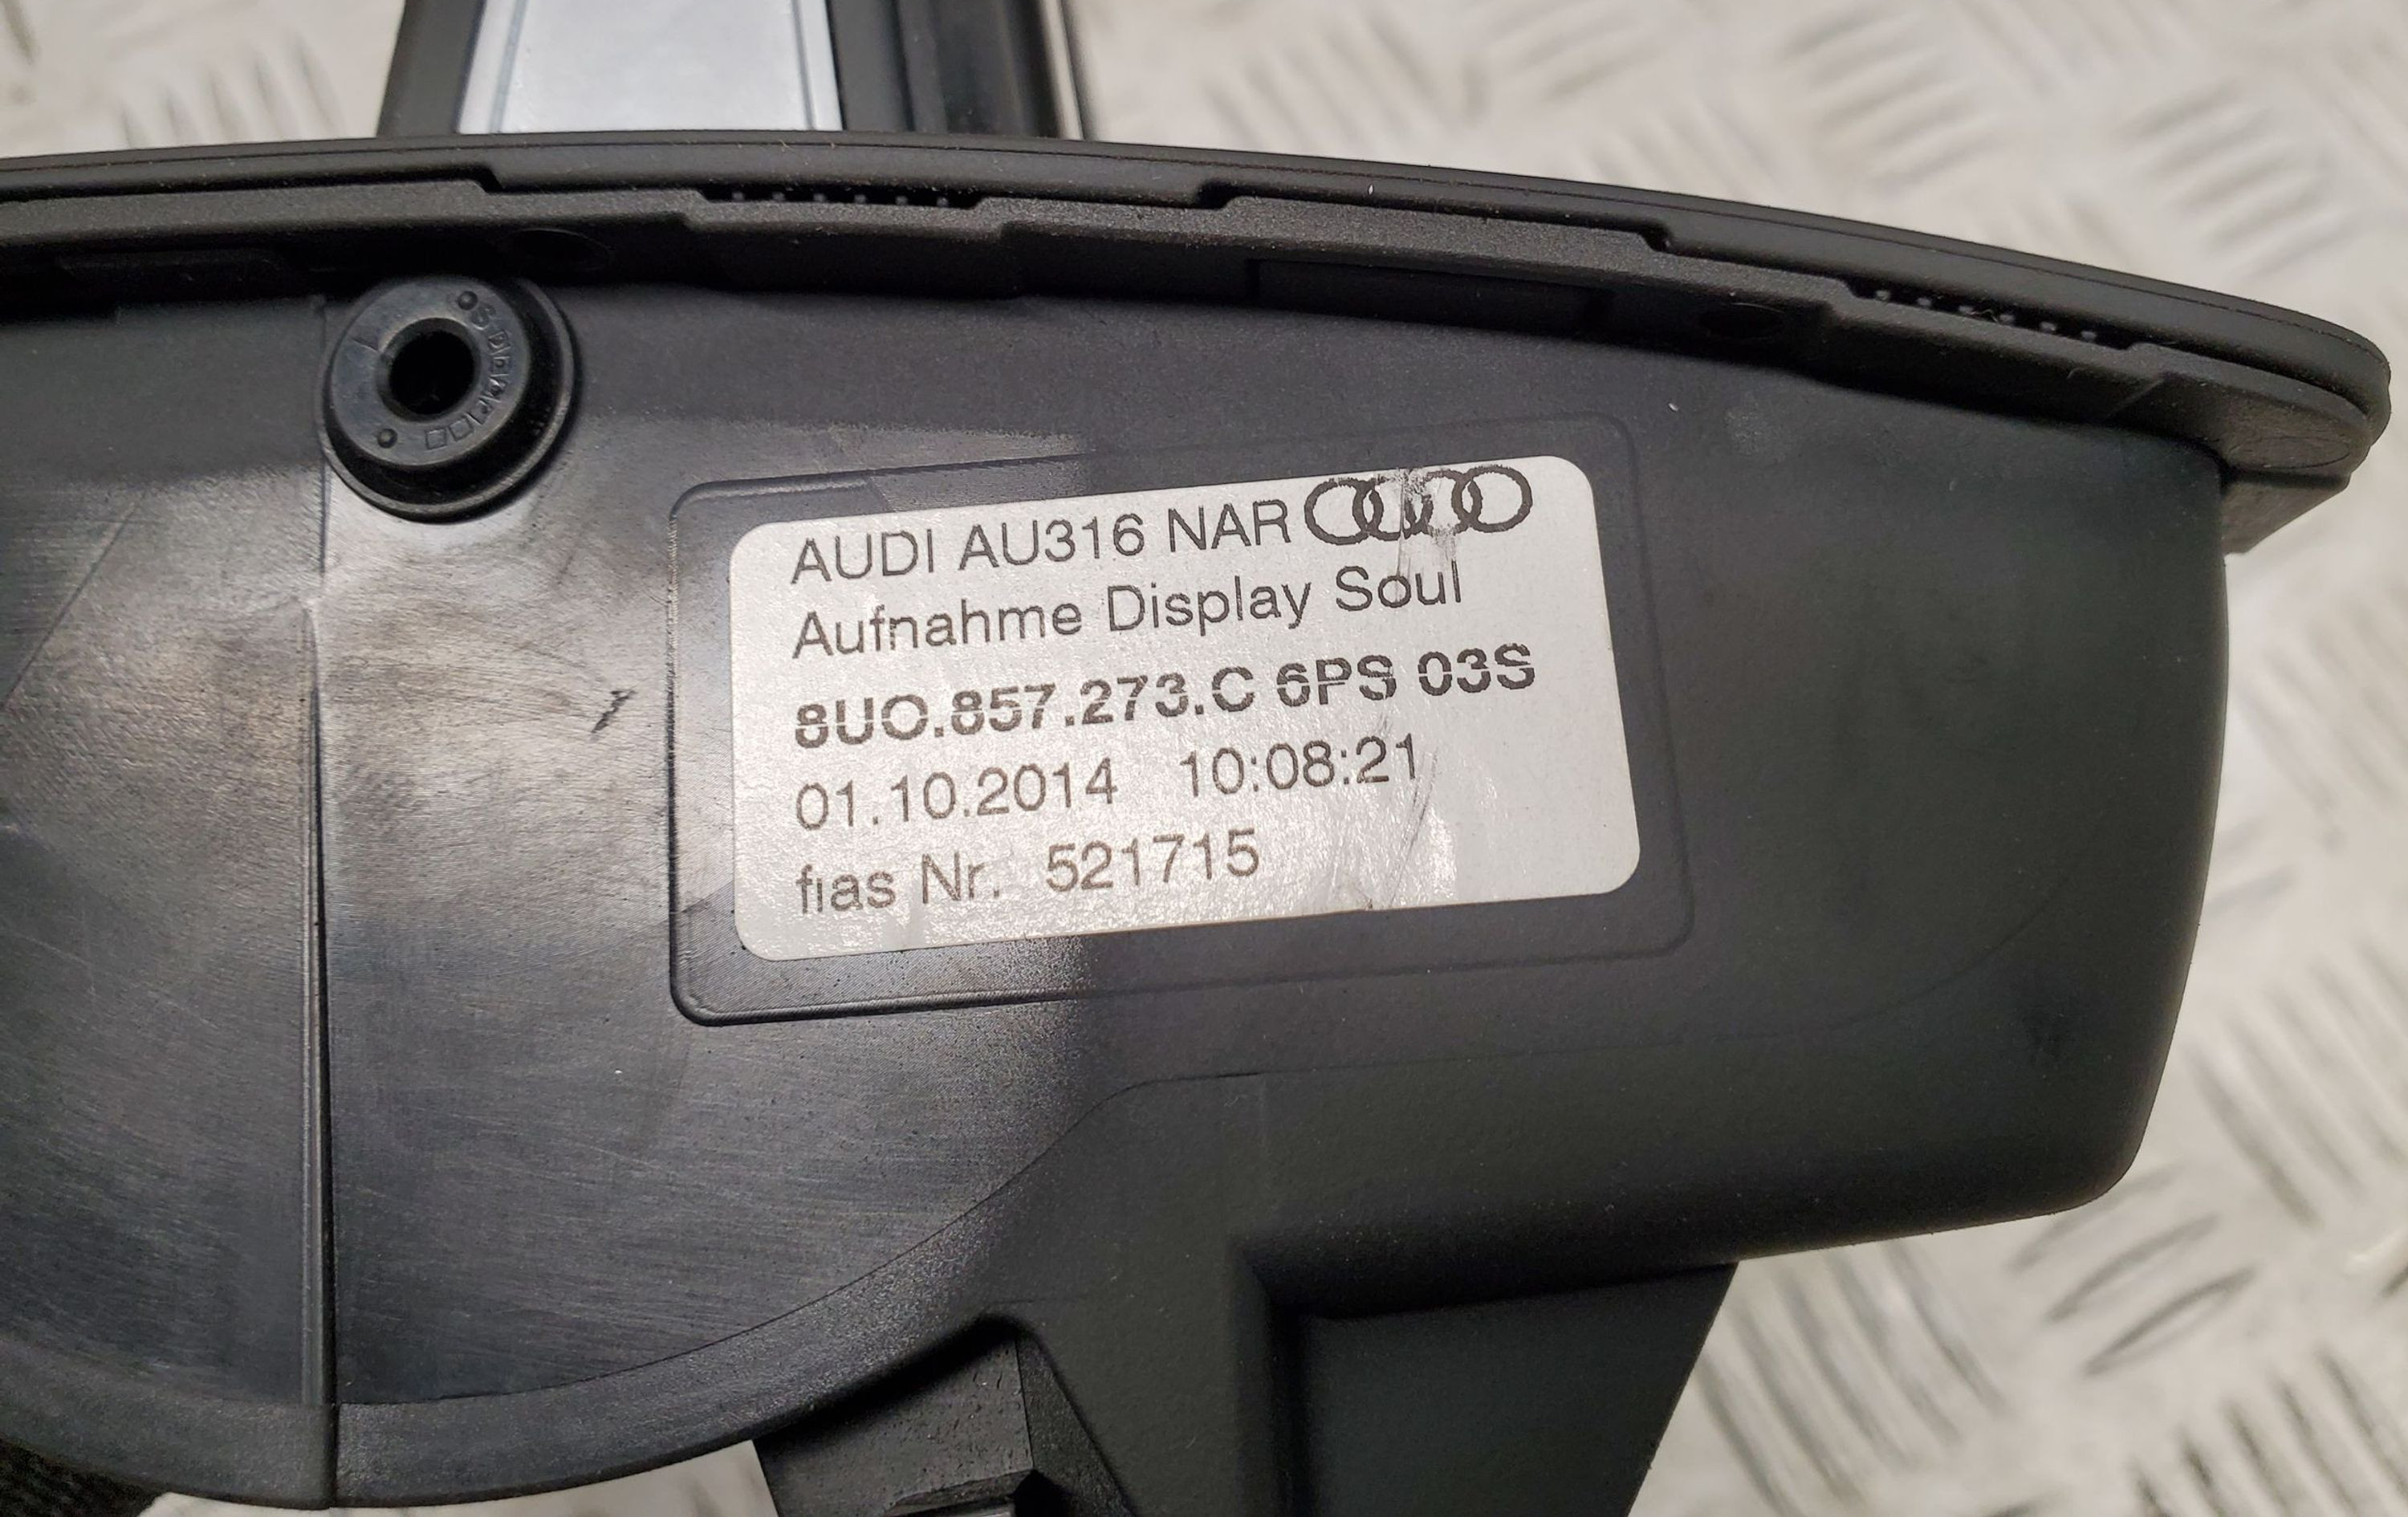 AUDI AU316 NAR
Aufnahme Display Soul
8U0.857.273.C 6PS 03S
01.10.2014 10:08:21
fias Nr. 521715